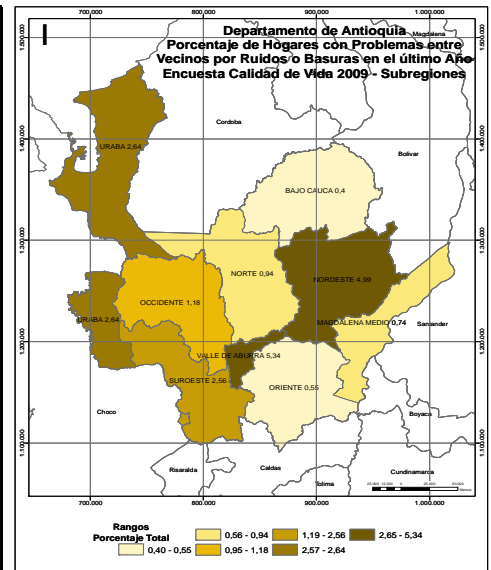 Departamento de Antioquia
Porcentaje de Hogares con Problemas entre
Vecinos por Ruidos o Basuras en el último Año
Encuesta Calidad de Vida 2009 - Subregiones
700.000 800.000 900.000 1.000.000
Magdalena
Cordoba
Bolivar
URABA 2,64
BAJO CAUCA 0,4
NORTE 0,94
NORDESTE 4,99
OCCIDENTE 1,18
URABA 2,64
MAGDALENA MEDIO 0,74
Santander
VALLE DE ABURRA 5,34
SUROESTE 2,56
ORIENTE 0,55
Choco
Boyaca
Risaralda
Caldas
Tolima
Cundinamarca
1.400.000
1.300.000
1.200.000
1.100.000
700.000 800.000 900.000 1.000.000
Rangos
Porcentaje Total
0,40 - 0,55
0,56 - 0,94
0,95 - 1,18
1,19 - 2,56
2,57 - 2,64
2,65 - 5,34